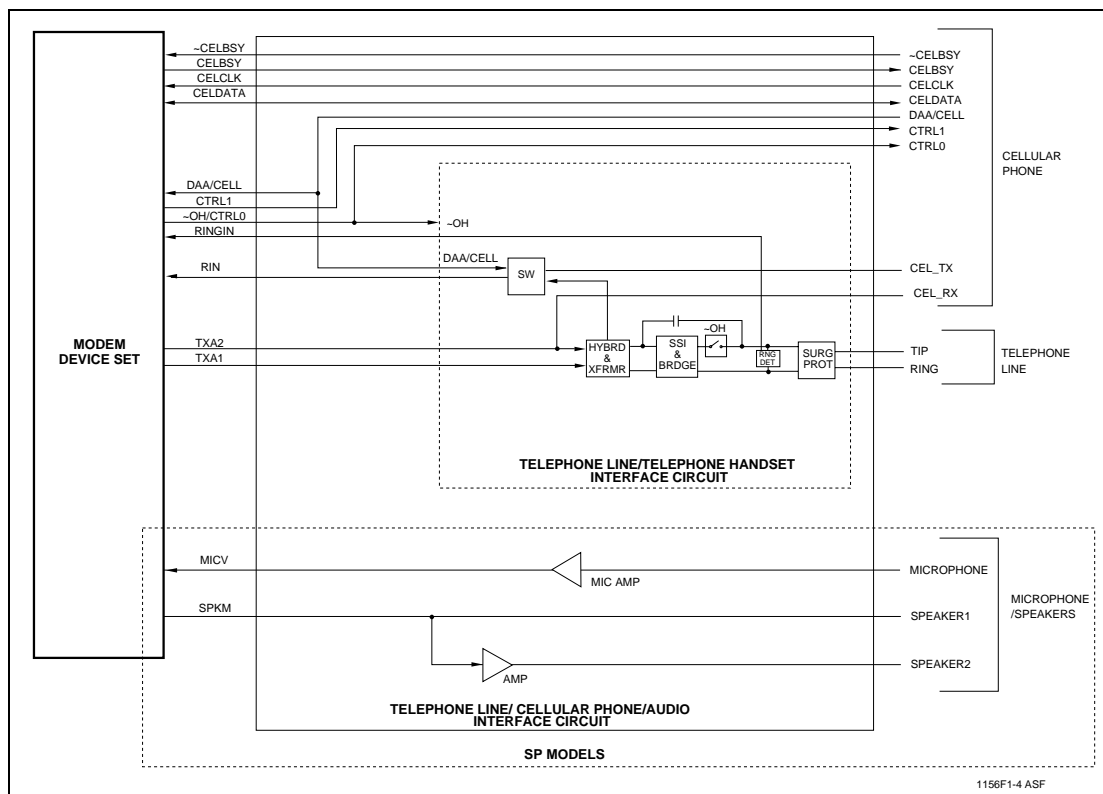 ~CELBSY
CELBSY
CELCLK
CELDATA
~CELBSY
CELBSY
CELCLK
CELDATA
DAA/CELL
CTRL1
CTRL0
CELLULAR
PHONE
DAA/CELL
CTRL1
~OH/CTRL0
RINGIN
RIN
~OH
DAA/CELL
SW
CEL_TX
CEL_RX
MODEM
DEVICE SET
TXA2
TXA1
HYBRD
&
XFRMR
SSI
&
BRDGE
~OH
RNG
DET
SURG
PROT
TIP
RING
TELEPHONE
LINE
TELEPHONE LINE/TELEPHONE HANDSET
INTERFACE CIRCUIT
MICV
MIC AMP
MICROPHONE
SPKM
SPEAKER1
MICROPHONE
/SPEAKERS
AMP
SPEAKER2
TELEPHONE LINE/ CELLULAR PHONE/AUDIO
INTERFACE CIRCUIT
SP MODELS
1156F1-4 ASF